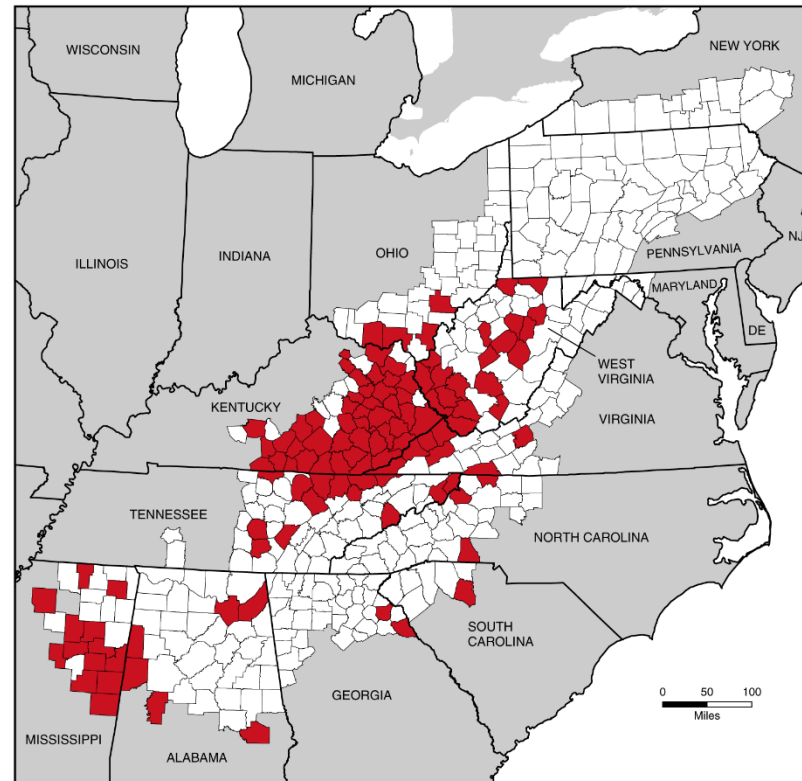 WISCONSIN
NEW YORK
MICHIGAN
PENNSYLVANIA
OHIO
INDIANA
ILLINOIS
NJ
MARYLAND
DE
WEST
VIRGINIA
KENTUCKY
VIRGINIA
TENNESSEE
NORTH CAROLINA
SOUTH
CAROLINA
GEORGIA
0 50 100
Miles
MISSISSIPPI
ALABAMA